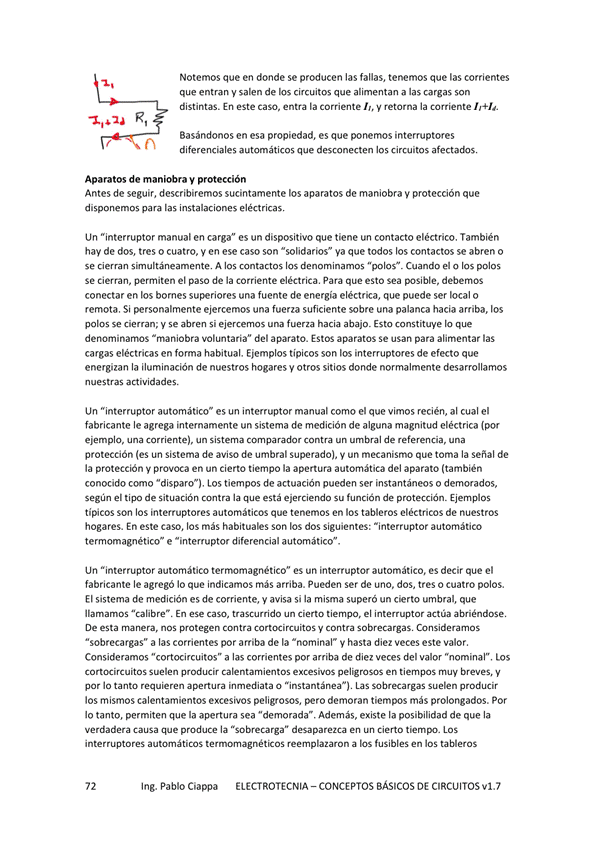 I₁
I₁+Id R₁
Notemos que en donde se producen las fallas, tenemos que las corrientes
que entran y salen de los circuitos que alimentan a las cargas son
distintas. En este caso, entra la corriente I₁, y retorna la corriente I₁+Id.
Basándonos en esa propiedad, es que ponemos interruptores
diferenciales automáticos que desconecten los circuitos afectados.
Aparatos de maniobra y protección
Antes de seguir, describiremos sucintamente los aparatos de maniobra y protección que
disponemos para las instalaciones eléctricas.
Un “interruptor manual en carga” es un dispositivo que tiene un contacto eléctrico. También
hay de dos, tres o cuatro, y en ese caso son “solidarios” ya que todos los contactos se abren o
se cierran simultáneamente. A los contactos los denominamos “polos”. Cuando el o los polos
se cierran, permiten el paso de la corriente eléctrica. Para que esto sea posible, debemos
conectar en los bornes superiores una fuente de energía eléctrica, que puede ser local o
remota. Si personalmente ejercemos una fuerza suficiente sobre una palanca hacia arriba, los
polos se cierran; y se abren si ejercemos una fuerza hacia abajo. Esto constituye lo que
denominamos “maniobra voluntaria” del aparato. Estos aparatos se usan para alimentar las
cargas eléctricas en forma habitual. Ejemplos típicos son los interruptores de efecto que
energizan la iluminación de nuestros hogares y otros sitios donde normalmente desarrollamos
nuestras actividades.
Un “interruptor automático” es un interruptor manual como el que vimos recién, al cual el
fabricante le agrega internamente un sistema de medición de alguna magnitud eléctrica (por
ejemplo, una corriente), un sistema comparador contra un umbral de referencia, una
protección (es un sistema de aviso de umbral superado), y un mecanismo que toma la señal de
la protección y provoca en un cierto tiempo la apertura automática del aparato (también
conocido como “disparo”). Los tiempos de actuación pueden ser instantáneos o demorados,
según el tipo de situación contra la que está ejerciendo su función de protección. Ejemplos
típicos son los interruptores automáticos que tenemos en los tableros eléctricos de nuestros
hogares. En este caso, los más habituales son los dos siguientes: “interruptor automático
termomagnético” e “interruptor diferencial automático”.
Un “interruptor automático termomagnético” es un interruptor automático, es decir que el
fabricante le agregó lo que indicamos más arriba. Pueden ser de uno, dos, tres o cuatro polos.
El sistema de medición es de corriente, y avisa si la misma superó un cierto umbral, que
llamamos “calibre”. En ese caso, trascurrido un cierto tiempo, el interruptor actúa abriéndose.
De esta manera, nos protegen contra cortocircuitos y contra sobrecargas. Consideramos
“sobrecargas” a las corrientes por arriba de la “nominal” y hasta diez veces este valor.
Consideramos “cortocircuitos” a las corrientes por arriba de diez veces del valor “nominal”. Los
cortocircuitos suelen producir calentamientos excesivos peligrosos en tiempos muy breves, y
por lo tanto requieren apertura inmediata o “instantánea”). Las sobrecargas suelen producir
los mismos calentamientos excesivos peligrosos, pero demoran tiempos más prolongados. Por
lo tanto, permiten que la apertura sea “demorada”. Además, existe la posibilidad de que la
verdadera causa que produce la “sobrecarga” desaparezca en un cierto tiempo. Los
interruptores automáticos termomagnéticos reemplazaron a los fusibles en los tableros
72 Ing. Pablo Ciappa ELECTROTECNIA – CONCEPTOS BÁSICOS DE CIRCUITOS v1.7